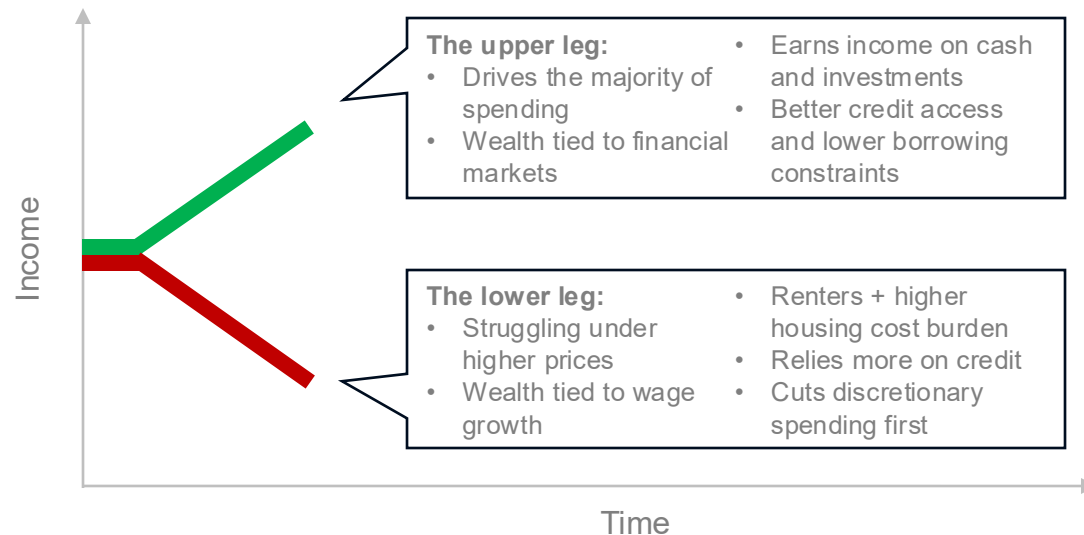 The upper leg:
• Drives the majority of
spending
• Wealth tied to financial
markets
• Earns income on cash
and investments
• Better credit access
and lower borrowing
constraints
Income
The lower leg:
• Struggling under
higher prices
• Wealth tied to wage
growth
• Renters + higher
housing cost burden
• Relies more on credit
• Cuts discretionary
spending first
Time